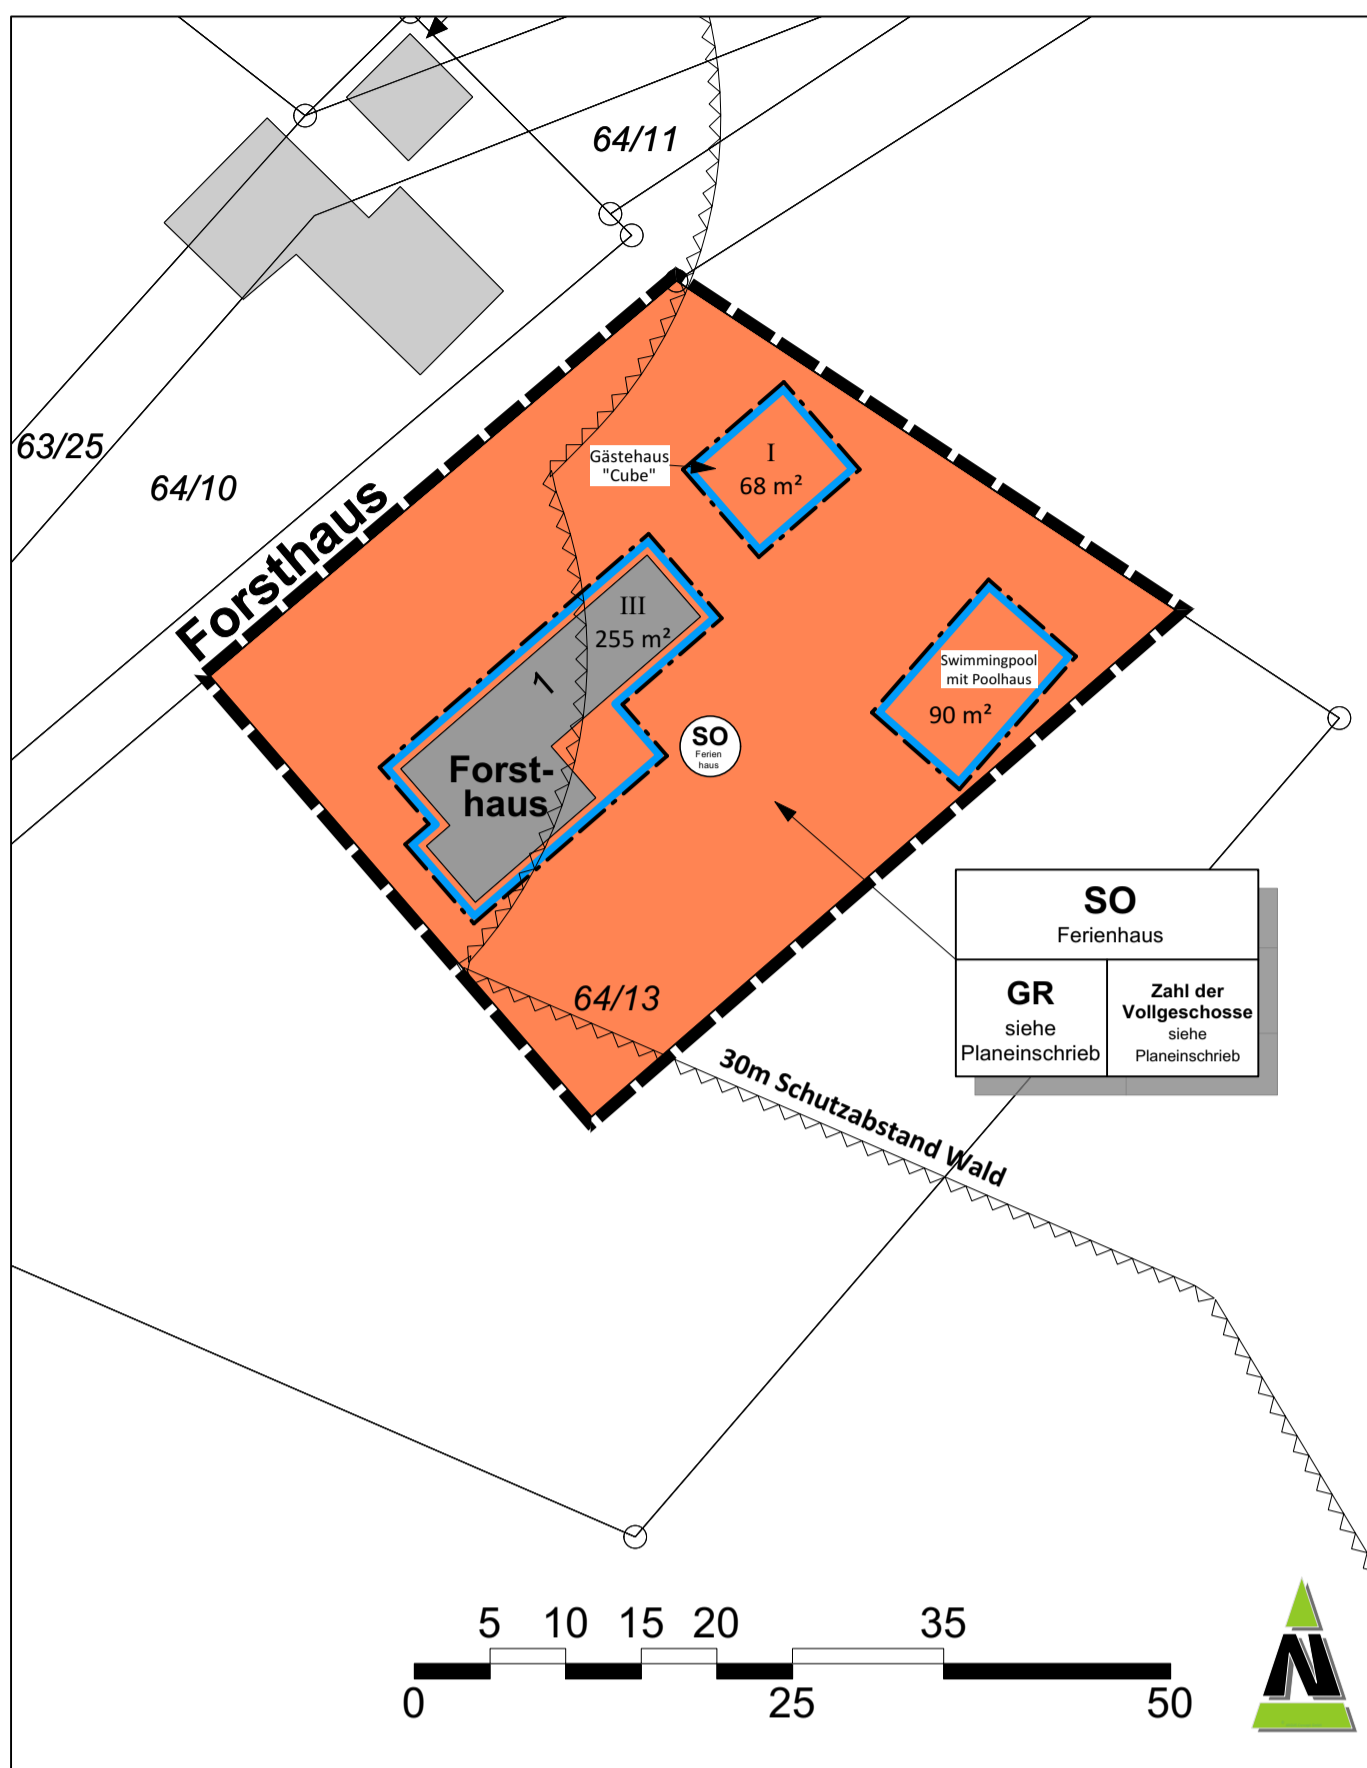 64/11
63/25
64/10
Forsthaus
Gästehaus
"Cube"
I
68 m²
III
255 m²
1
Forst-
haus
SO
Ferien
haus
Swimmingpool
mit Poolhaus
90 m²
64/13
SO
Ferienhaus
GR
siehe
Planeinschrieb
Zahl der
Vollgeschosse
siehe
Planeinschrieb
30m Schutzabstand Wald
5 10 15 20 35
0 25 50
N